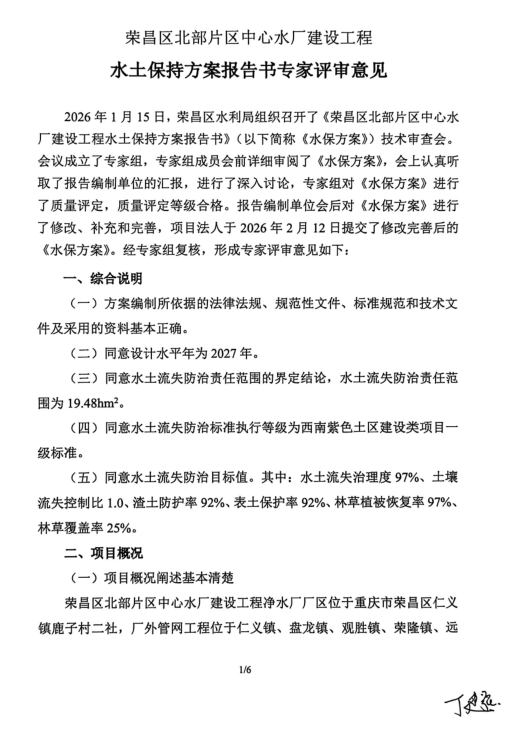 荣昌区北部片区中心水厂建设工程
水土保持方案报告书专家评审意见
2026 年 1 月 15 日，荣昌区水利局组织召开了《荣昌区北部片区中心水
厂建设工程水土保持方案报告书》（以下简称《水保方案》）技术审查会。
会议成立了专家组，专家组成员会前详细审阅了《水保方案》，会上认真听
取了报告编制单位的汇报，进行了深入讨论，专家组对《水保方案》进行
了质量评定，质量评定等级合格。报告编制单位会后对《水保方案》进行
了修改、补充和完善，项目法人于 2026 年 2 月 12 日提交了修改完善后的
《水保方案》。经专家组复核，形成专家评审意见如下：
一、综合说明
（一）方案编制所依据的法律法规、规范性文件、标准规范和技术文
件及采用的资料基本正确。
（二）同意设计水平年为 2027 年。
（三）同意水土流失防治责任范围的界定结论，水土流失防治责任范
围为 19.48hm²。
（四）同意水土流失防治标准执行等级为西南紫色土区建设类项目一
级标准。
（五）同意水土流失防治目标值。其中：水土流失治理度 97%、土壤
流失控制比 1.0、渣土防护率 92%、表土保护率 92%、林草植被恢复率 97%、
林草覆盖率 25%。
二、项目概况
（一）项目概况阐述基本清楚
荣昌区北部片区中心水厂建设工程净水厂厂区位于重庆市荣昌区仁义
镇鹿子村二社，厂外管网工程位于仁义镇、盘龙镇、观胜镇、荣隆镇、远
1/6